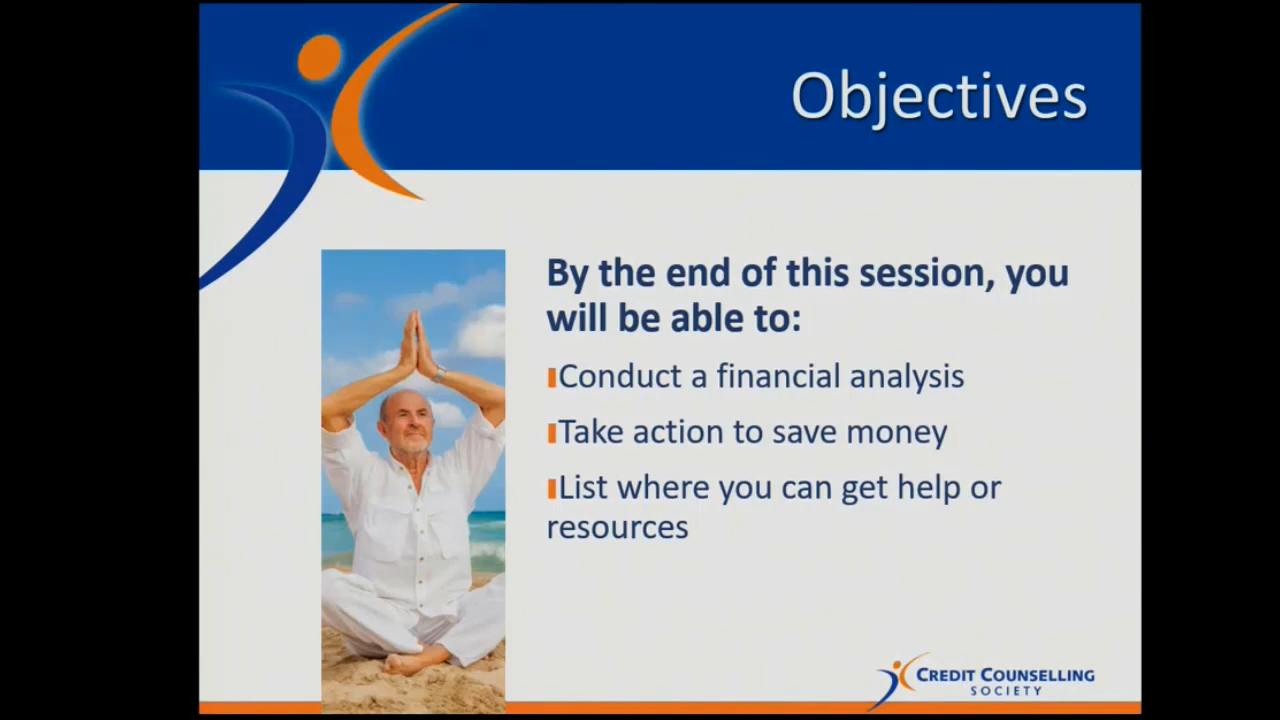 Objectives
By the end of this session, you
will be able to:
Conduct a financial analysis
Take action to save money
List where you can get help or
resources
CREDIT COUNSELLING
SOCIETY